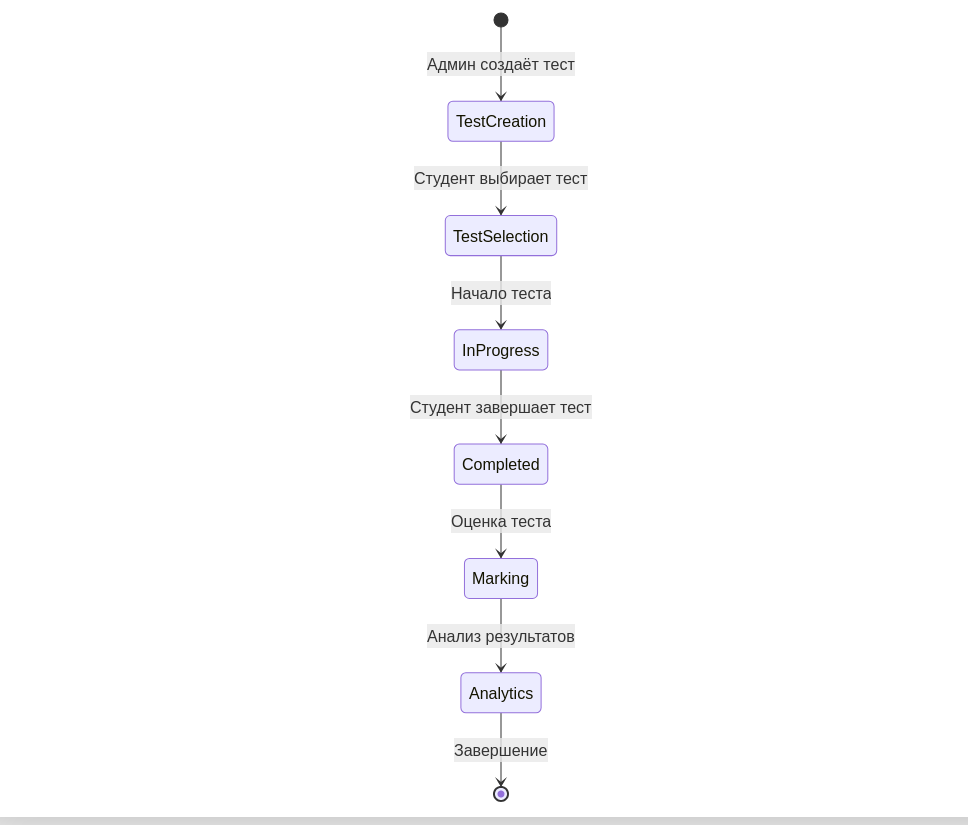 Админ создаёт тест
TestCreation
Студент выбирает тест
TestSelection
Начало теста
InProgress
Студент завершает тест
Completed
Оценка теста
Marking
Анализ результатов
Analytics
Завершение